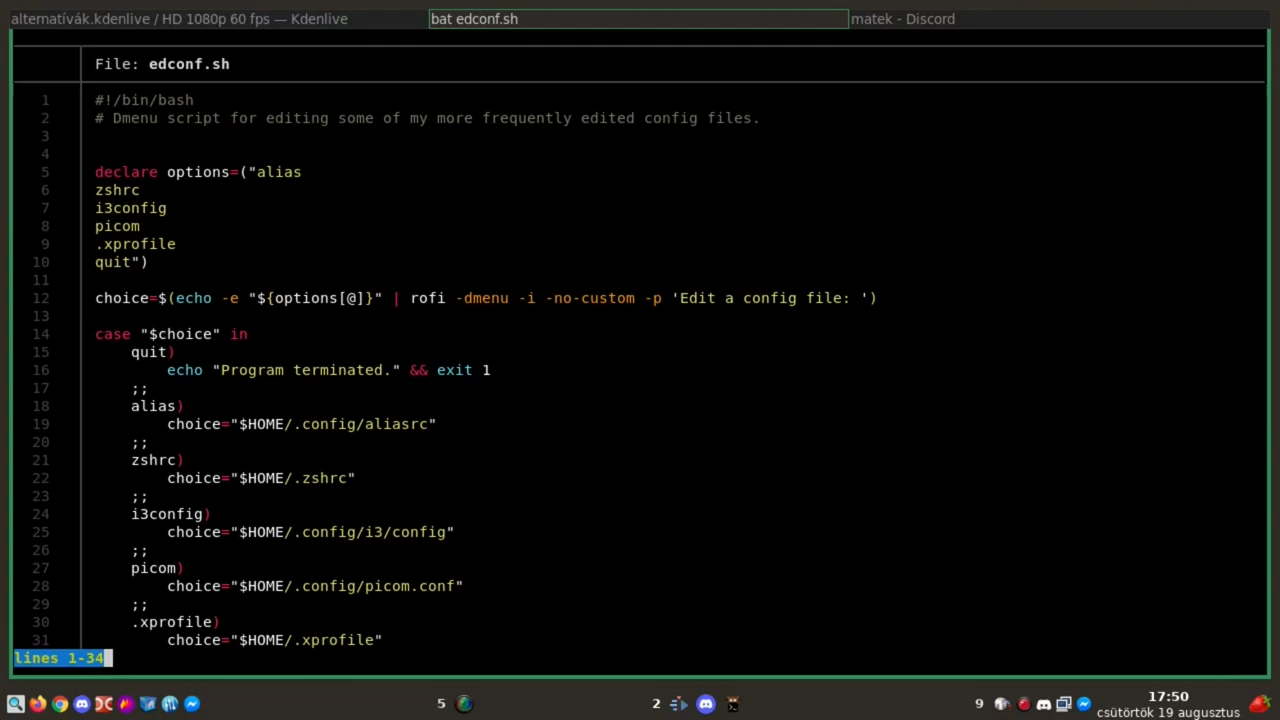 alternatívák.kdenlive / HD 1080p 60 fps — Kdenlive
bat edconf.sh
matek - Discord
File: edconf.sh
1 #!/bin/bash
2 # Dmenu script for editing some of my more frequently edited config files.
3
4
5 declare options=("alias
6 zshrc
7 i3config
8 picom
9 .xprofile
10 quit")
11
12 choice=$(echo -e "${options[@]}" | rofi -dmenu -i -no-custom -p 'Edit a config file: ')
13
14 case "$choice" in
15     quit)
16         echo "Program terminated." && exit 1
17     ;;
18     alias)
19         choice="$HOME/.config/aliasrc"
20     ;;
21     zshrc)
22         choice="$HOME/.zshrc"
23     ;;
24     i3config)
25         choice="$HOME/.config/i3/config"
26     ;;
27     picom)
28         choice="$HOME/.config/picom.conf"
29     ;;
30     .xprofile)
31         choice="$HOME/.xprofile"
lines 1-34
5
2
9
17:50
csütörtök 19 augusztus